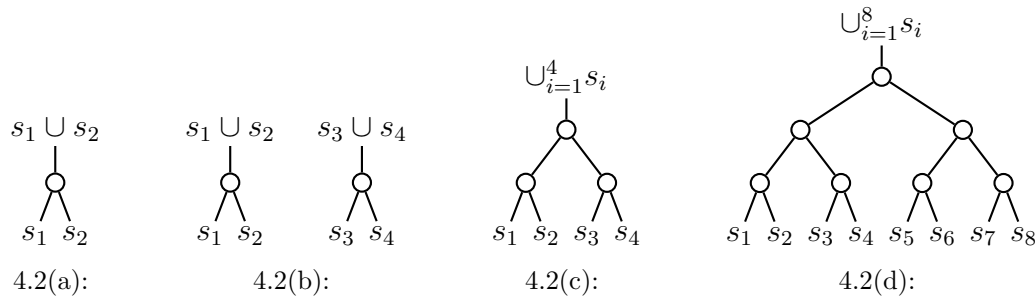 ∪⁸ᵢ₌₁sᵢ
∪⁴ᵢ₌₁sᵢ
s₁ ∪ s₂ s₁ ∪ s₂ s₃ ∪ s₄
s₁ s₂ s₁ s₂ s₃ s₄ s₁ s₂ s₃ s₄ s₁ s₂ s₃ s₄ s₅ s₆ s₇ s₈
4.2(a): 4.2(b): 4.2(c): 4.2(d):